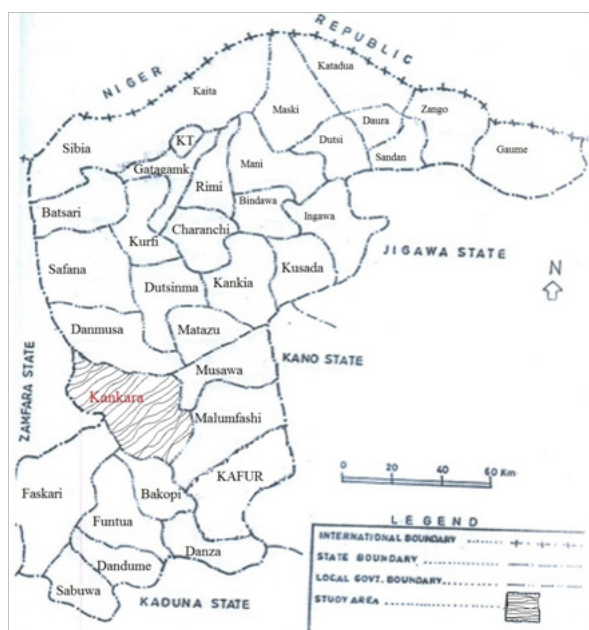 NIGER
REPUBLIC
Katadua
Kaita
Maski
Zango
Daura
KT
Dutsi
Sibia
Gaume
Mani
Sandan
Gatagamk
Rimi
Bindawa
Batsari
Ingawa
Charanchi
Kurfi
JIGAWA STATE
Safana
Kusada
N
Dutsinma
Kankia
Danmusa
Matazu
KANO STATE
Musawa
ZAMFARA STATE
Kankara
Malumfashi
KAFUR
0 20 40 60 Km
Faskari
Bakopi
LEGEND
Funtua
INTERNATIONAL BOUNDARY
Danza
STATE BOUNDARY
Dandume
LOCAL GOVT. BOUNDARY
Sabuwa
STUDY AREA
KADUNA STATE